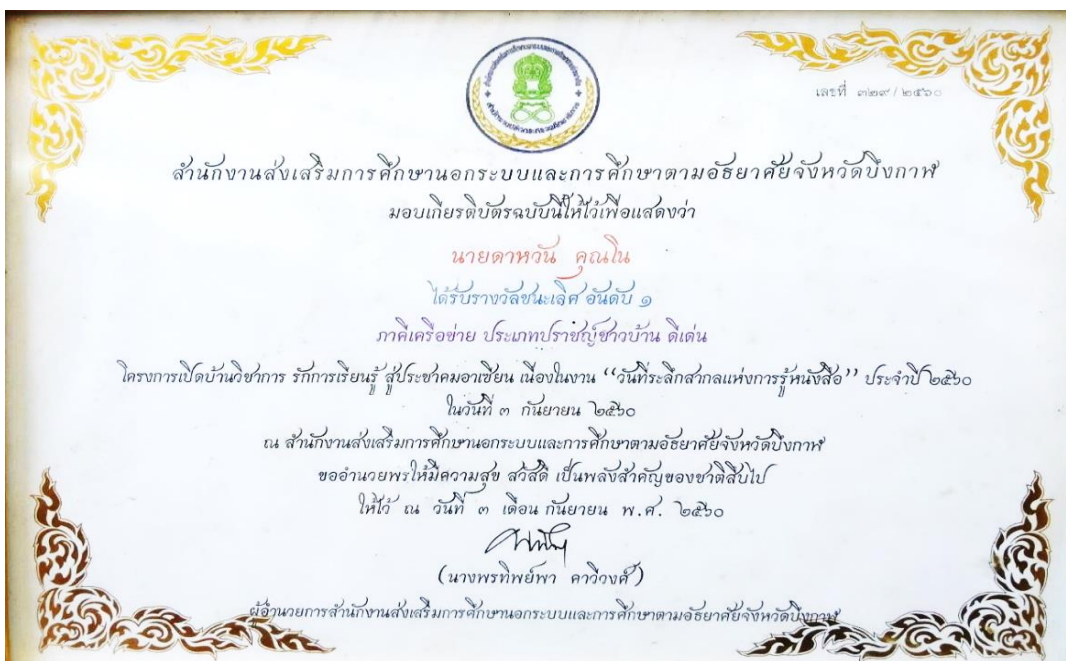 เลขที่ ๓๒๙/๒๕๖๐
สำนักงานส่งเสริมการศึกษานอกระบบและการศึกษาตามอัธยาศัยจังหวัดบึงกาฬ
มอบเกียรติบัตรฉบับนี้ให้ไว้เพื่อแสดงว่า
นายดาหวัน คุณโน
ได้รับรางวัลชนะเลิศ อันดับ ๑
ภาคีเครือข่าย ประเภทปราชญ์ชาวบ้าน ดีเด่น
โครงการเปิดบ้านวิชาการ รักการเรียนรู้ สู่ประชาคมอาเซียน เนื่องในงาน “วันที่ระลึกสากลแห่งการรู้หนังสือ” ประจำปี ๒๕๖๐
ในวันที่ ๓ กันยายน ๒๕๖๐
ณ สำนักงานส่งเสริมการศึกษานอกระบบและการศึกษาตามอัธยาศัยจังหวัดบึงกาฬ
ขออำนวยพรให้มีความสุข สวัสดิ์ เป็นพลังสำคัญของชาติสืบไป
ให้ไว้ ณ วันที่ ๓ เดือน กันยายน พ.ศ. ๒๕๖๐
(นางพรทิพย์พา คาวีวงศ์)
ผู้อำนวยการสำนักงานส่งเสริมการศึกษานอกระบบและการศึกษาตามอัธยาศัยจังหวัดบึงกาฬ